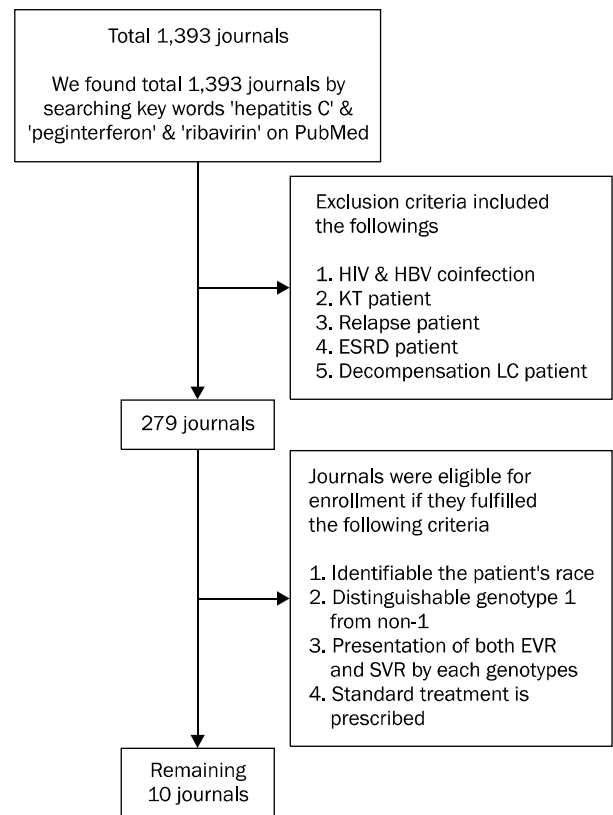 Total 1,393 journals
We found total 1,393 journals by
searching key words 'hepatitis C' &
'peginterferon' & 'ribavirin' on PubMed
Exclusion criteria included
the followings
1. HIV & HBV coinfection
2. KT patient
3. Relapse patient
4. ESRD patient
5. Decompensation LC patient
279 journals
Journals were eligible for
enrollment if they fulfilled
the following criteria
1. Identifiable the patient's race
2. Distinguishable genotype 1
from non-1
3. Presentation of both EVR
and SVR by each genotypes
4. Standard treatment is
prescribed
Remaining
10 journals